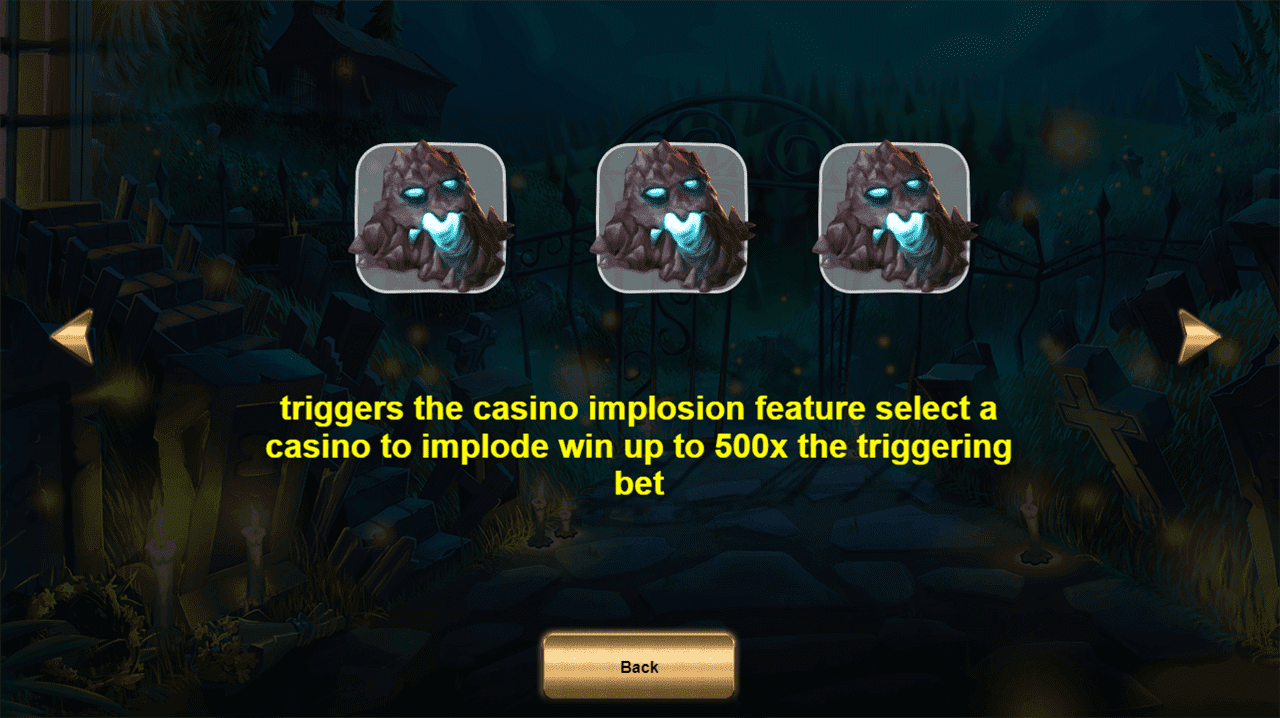 triggers the casino implosion feature select a
casino to implode win up to 500x the triggering
bet
Back